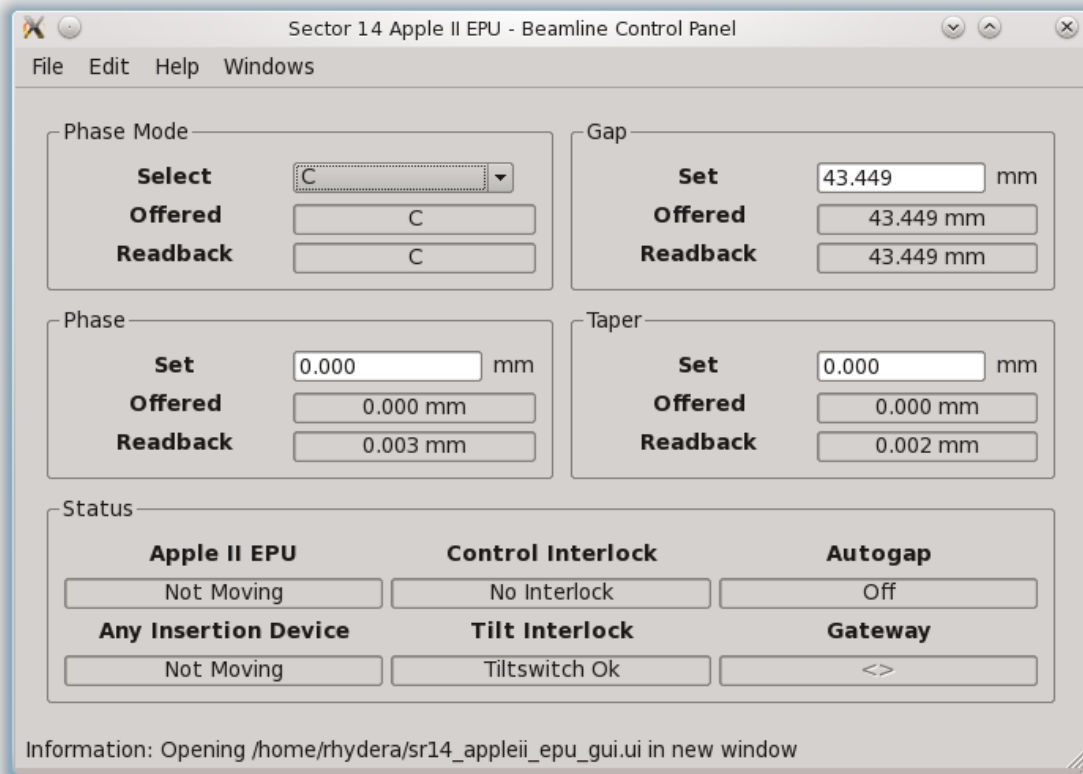 Sector 14 Apple II EPU - Beamline Control Panel
File Edit Help Windows
Phase Mode
Select C
Offered C
Readback C
Gap
Set 43.449 mm
Offered 43.449 mm
Readback 43.449 mm
Phase
Set 0.000 mm
Offered 0.000 mm
Readback 0.003 mm
Taper
Set 0.000 mm
Offered 0.000 mm
Readback 0.002 mm
Status
Apple II EPU Control Interlock Autogap
Not Moving No Interlock Off
Any Insertion Device Tilt Interlock Gateway
Not Moving Tiltswitch Ok <>
Information: Opening /home/rhydera/sr14_appleii_epu_gui.ui in new window